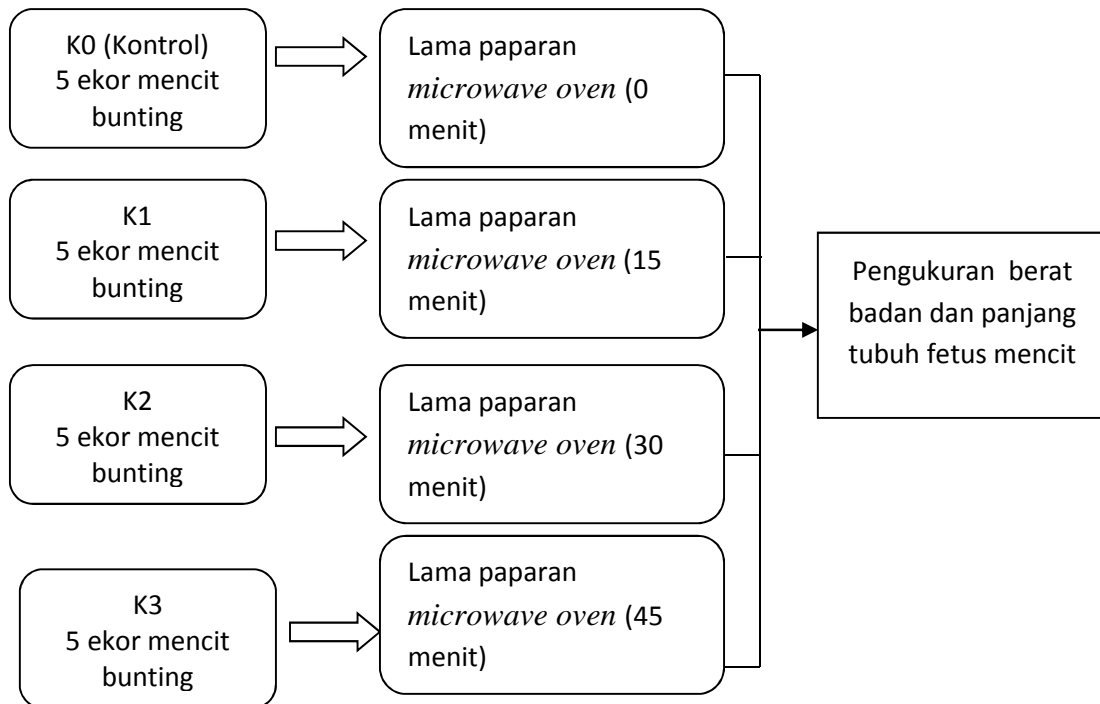 K0 (Kontrol)
5 ekor mencit
bunting
Lama paparan
microwave oven (0
menit)
K1
5 ekor mencit
bunting
Lama paparan
microwave oven (15
menit)
K2
5 ekor mencit
bunting
Lama paparan
microwave oven (30
menit)
K3
5 ekor mencit
bunting
Lama paparan
microwave oven (45
menit)
Pengukuran berat
badan dan panjang
tubuh fetus mencit